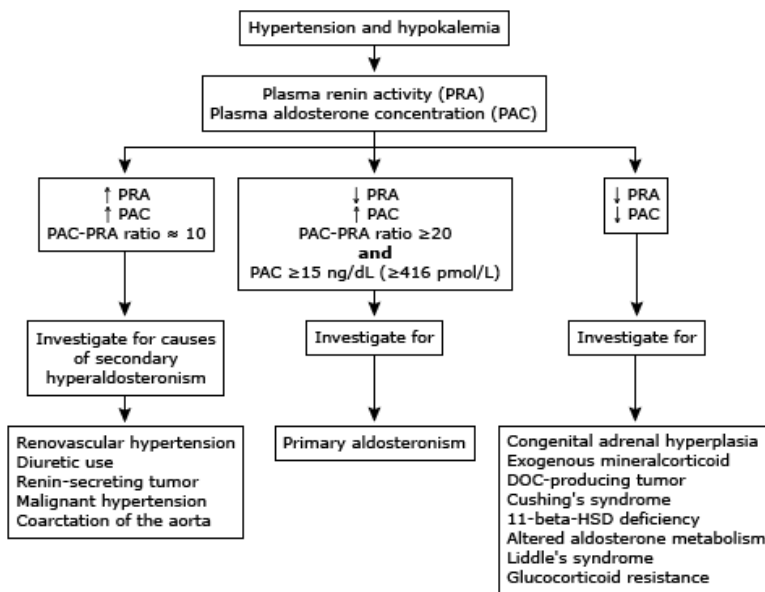 Hypertension and hypokalemia
Plasma renin activity (PRA)
Plasma aldosterone concentration (PAC)
↑ PRA
↑ PAC
PAC-PRA ratio ≈ 10
↓ PRA
↑ PAC
PAC-PRA ratio ≥20
and
PAC ≥15 ng/dL (≥416 pmol/L)
↓ PRA
↓ PAC
Investigate for causes
of secondary
hyperaldosteronism
Investigate for
Investigate for
Renovascular hypertension
Diuretic use
Renin-secreting tumor
Malignant hypertension
Coarctation of the aorta
Primary aldosteronism
Congenital adrenal hyperplasia
Exogenous mineralcorticoid
DOC-producing tumor
Cushing's syndrome
11-beta-HSD deficiency
Altered aldosterone metabolism
Liddle's syndrome
Glucocorticoid resistance